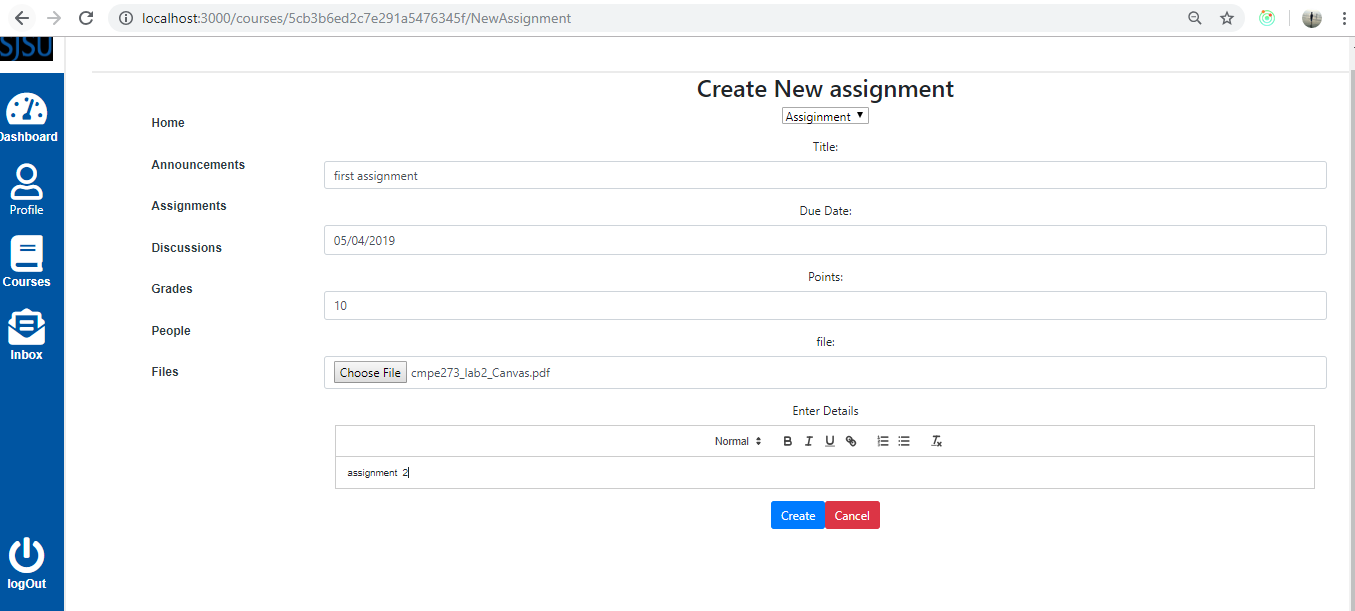 localhost:3000/courses/5cb3b6ed2c7e291a5476345f/NewAssignment
SJSU
Dashboard
Profile
Courses
Inbox
logOut
Home
Announcements
Assignments
Discussions
Grades
People
Files
Create New assignment
Assiginment
Title:
first assignment
Due Date:
05/04/2019
Points:
10
file:
Choose File cmpe273_lab2_Canvas.pdf
Enter Details
Normal B I U
assignment 2
Create Cancel